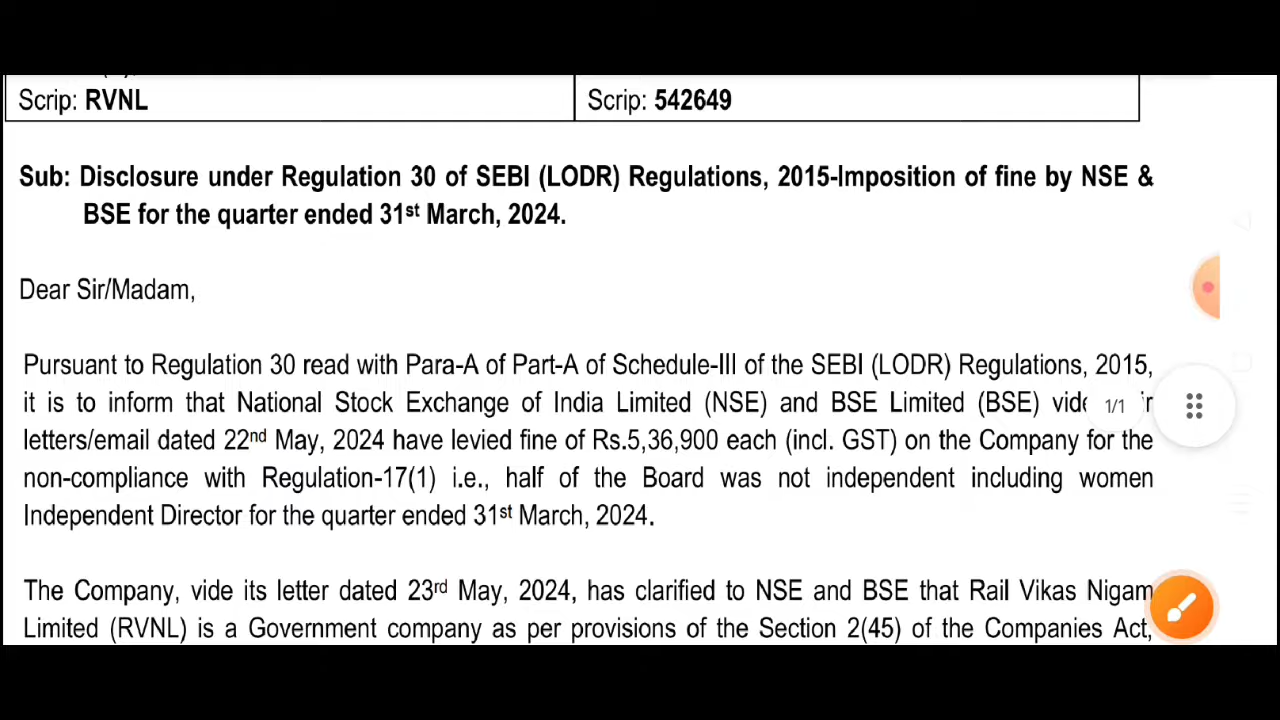 Scrip: RVNL
Scrip: 542649
Sub: Disclosure under Regulation 30 of SEBI (LODR) Regulations, 2015-Imposition of fine by NSE &
BSE for the quarter ended 31st March, 2024.
Dear Sir/Madam,
Pursuant to Regulation 30 read with Para-A of Part-A of Schedule-III of the SEBI (LODR) Regulations, 2015,
it is to inform that National Stock Exchange of India Limited (NSE) and BSE Limited (BSE)
1/1
letters/email dated 22nd May, 2024 have levied fine of Rs.5,36,900 each (incl. GST) on the Company for the
non-compliance with Regulation-17(1) i.e., half of the Board was not independent including women
Independent Director for the quarter ended 31st March, 2024.
The Company, vide its letter dated 23rd May, 2024, has clarified to NSE and BSE that Rail Vikas Nigam
Limited (RVNL) is a Government company as per provisions of the Section 2(45) of the Companies Act,